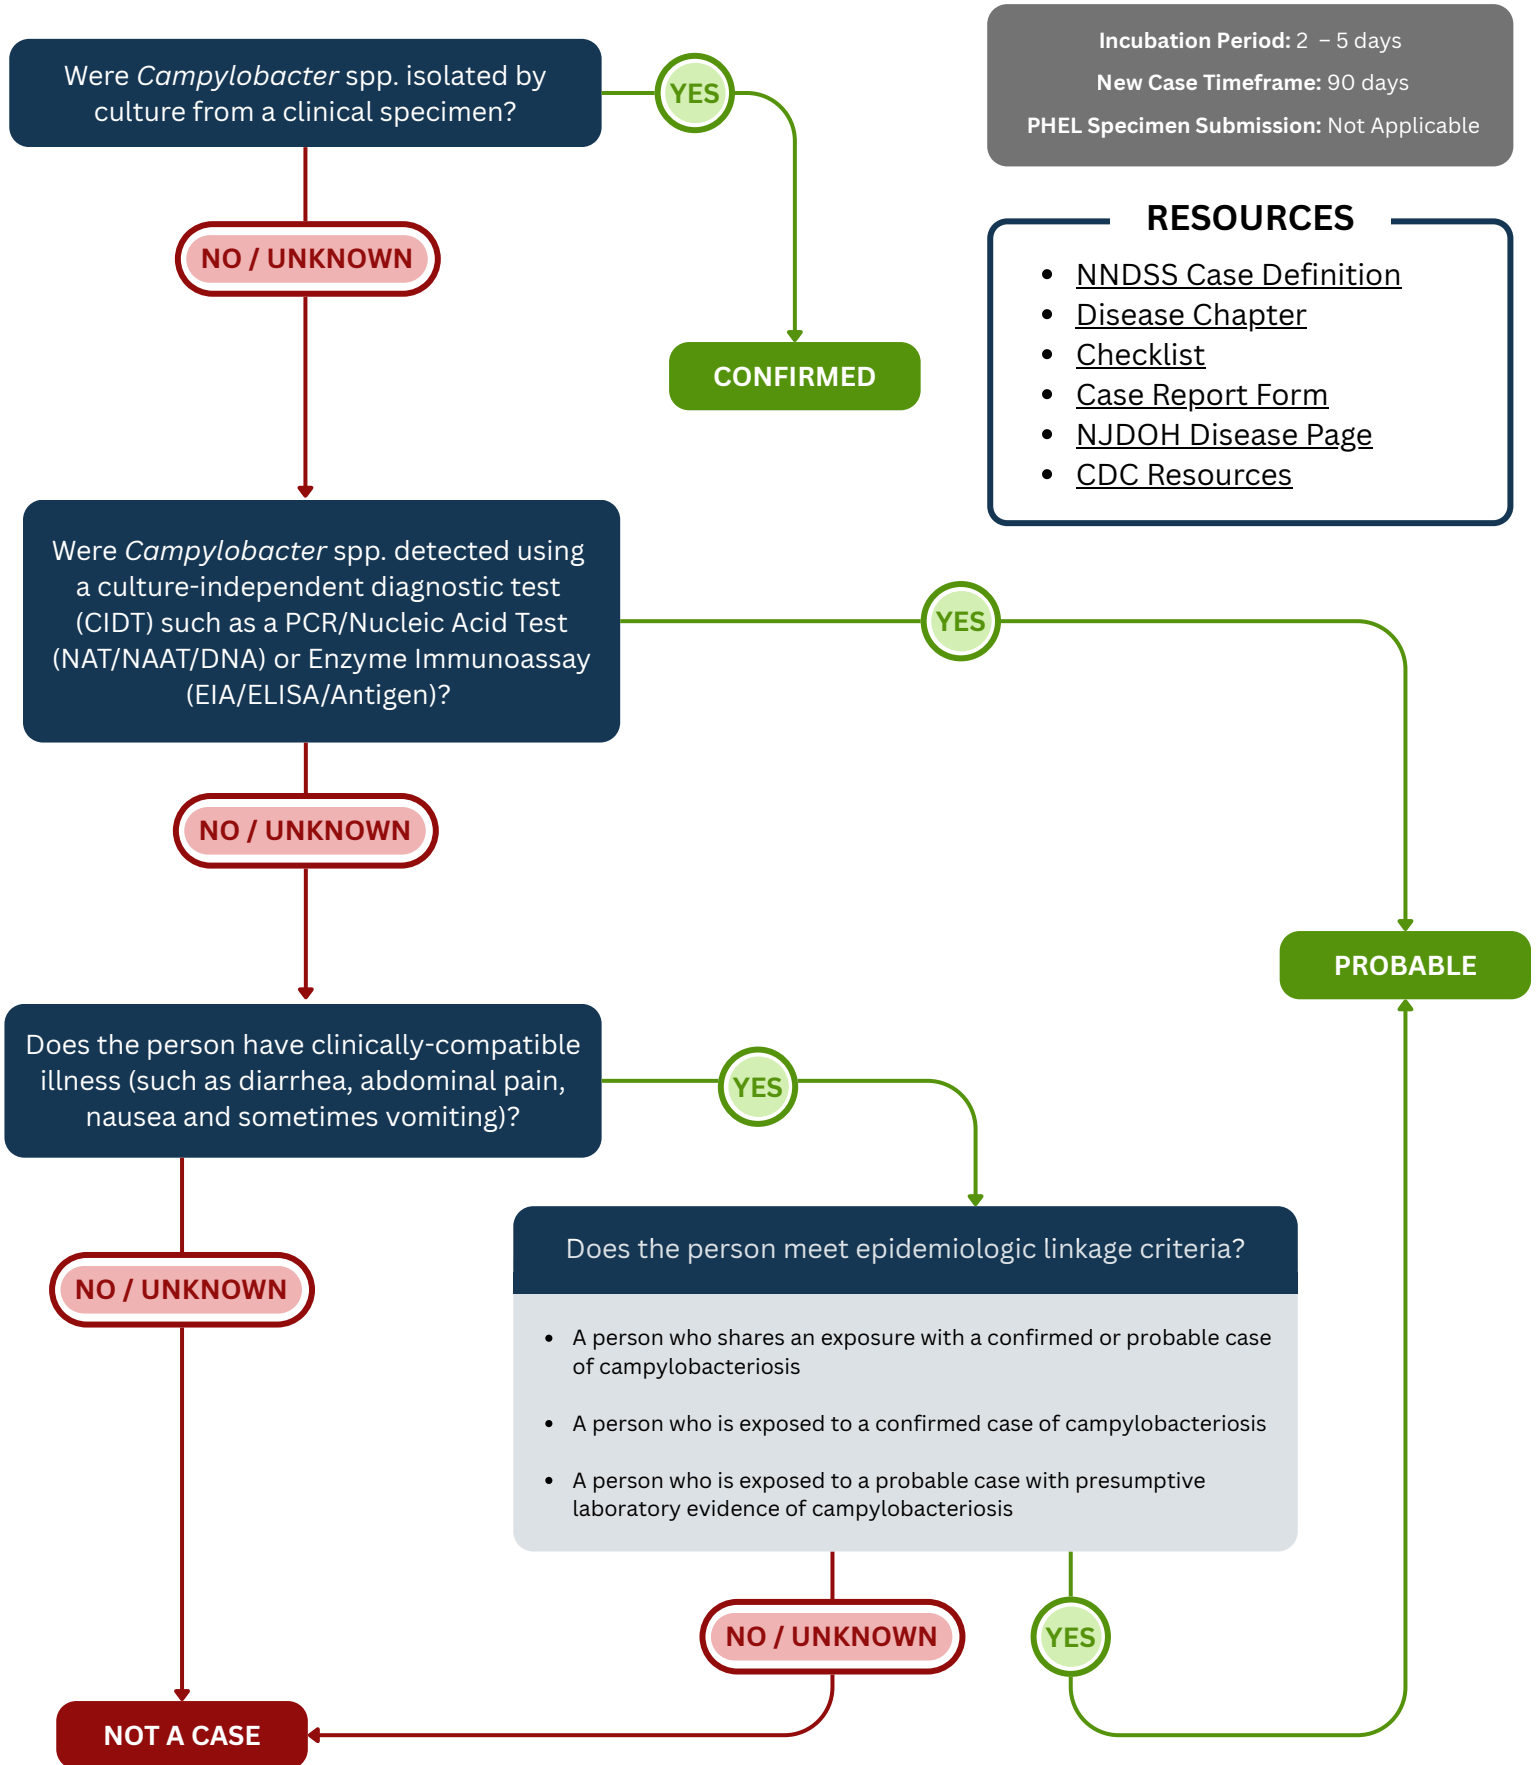 Were Campylobacter spp. isolated by
culture from a clinical specimen?
YES
Incubation Period: 2 – 5 days
New Case Timeframe: 90 days
PHEL Specimen Submission: Not Applicable
RESOURCES
• NNDSS Case Definition
• Disease Chapter
• Checklist
• Case Report Form
• NJDOH Disease Page
• CDC Resources
NO / UNKNOWN
CONFIRMED
Were Campylobacter spp. detected using
a culture-independent diagnostic test
(CIDT) such as a PCR/Nucleic Acid Test
(NAT/NAAT/DNA) or Enzyme Immunoassay
(EIA/ELISA/Antigen)?
YES
NO / UNKNOWN
PROBABLE
Does the person have clinically-compatible
illness (such as diarrhea, abdominal pain,
nausea and sometimes vomiting)?
YES
NO / UNKNOWN
Does the person meet epidemiologic linkage criteria?
• A person who shares an exposure with a confirmed or probable case
of campylobacteriosis
• A person who is exposed to a confirmed case of campylobacteriosis
• A person who is exposed to a probable case with presumptive
laboratory evidence of campylobacteriosis
NO / UNKNOWN
YES
NOT A CASE